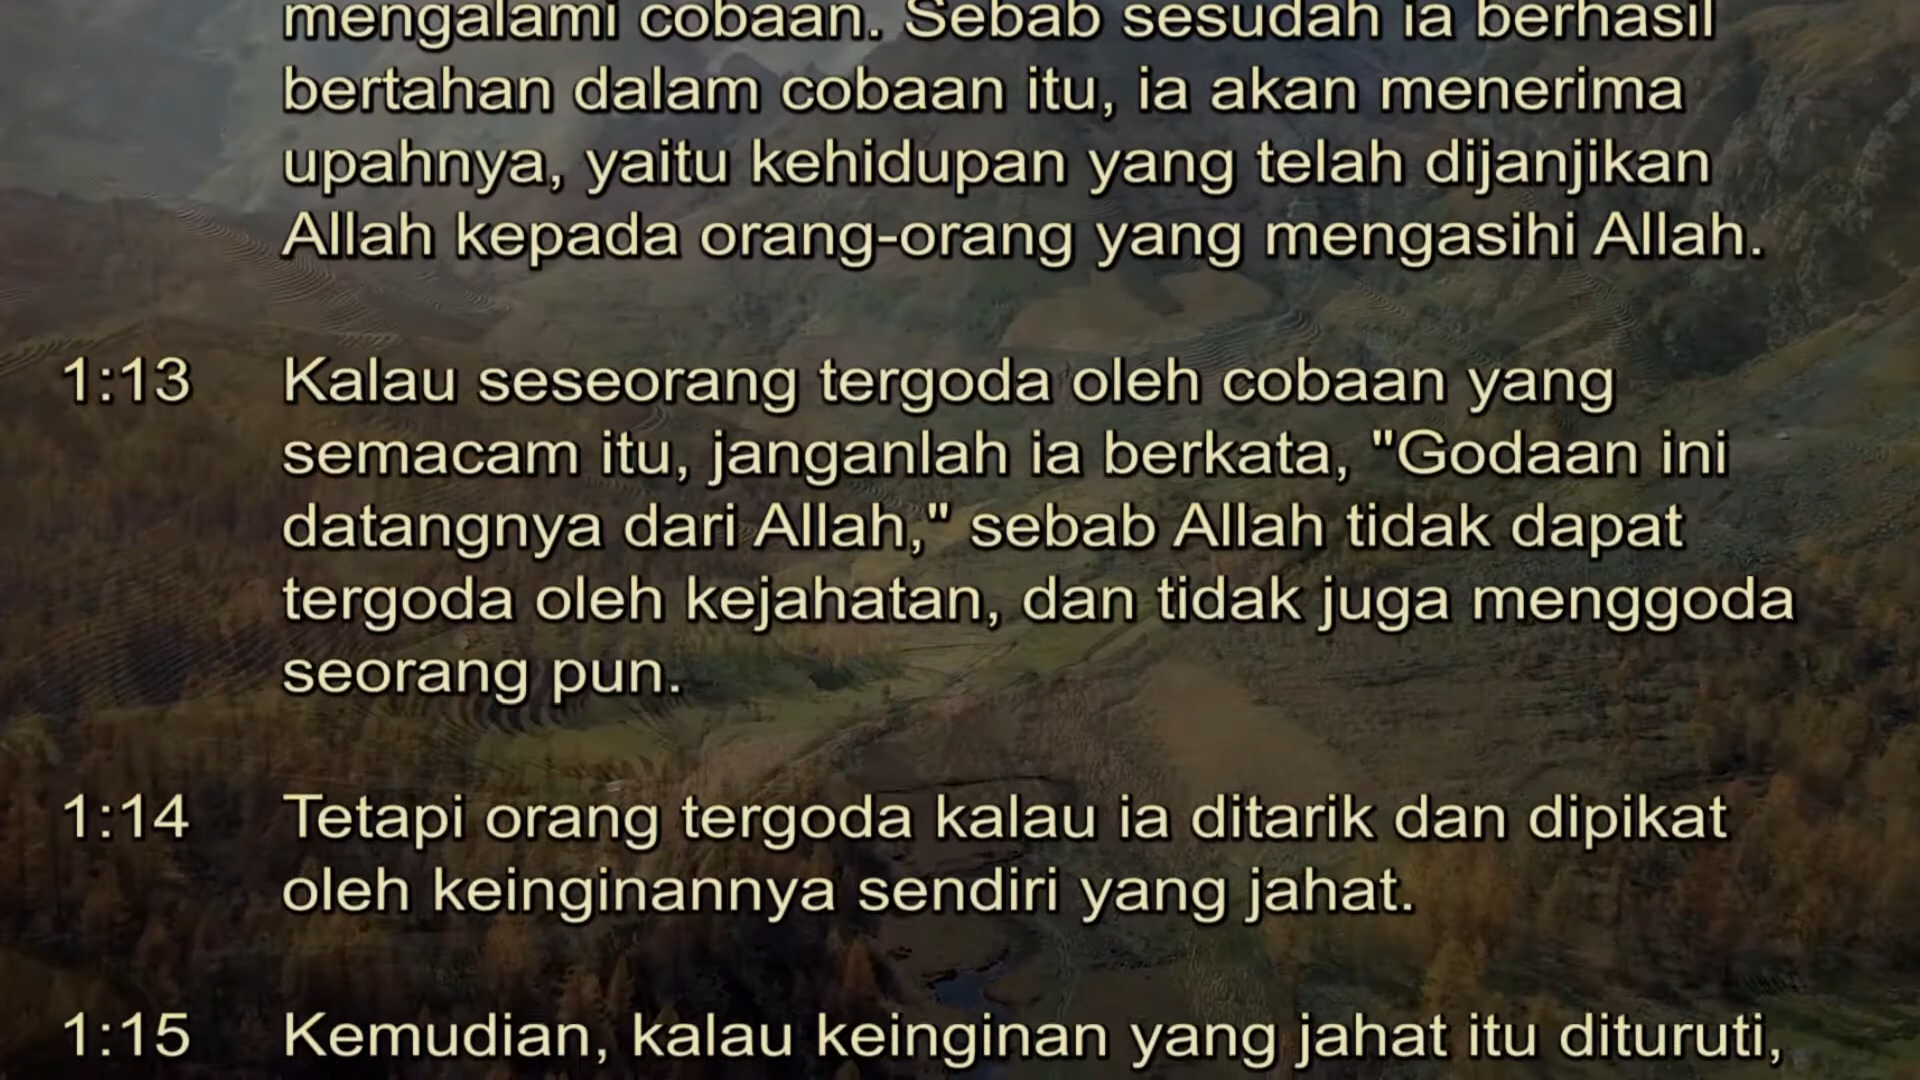 mengalami cobaan. Sebab sesudah ia berhasil
bertahan dalam cobaan itu, ia akan menerima
upahnya, yaitu kehidupan yang telah dijanjikan
Allah kepada orang-orang yang mengasihi Allah.
1:13 Kalau seseorang tergoda oleh cobaan yang
semacam itu, janganlah ia berkata, "Godaan ini
datangnya dari Allah," sebab Allah tidak dapat
tergoda oleh kejahatan, dan tidak juga menggoda
seorang pun.
1:14 Tetapi orang tergoda kalau ia ditarik dan dipikat
oleh keinginannya sendiri yang jahat.
1:15 Kemudian, kalau keinginan yang jahat itu dituruti,